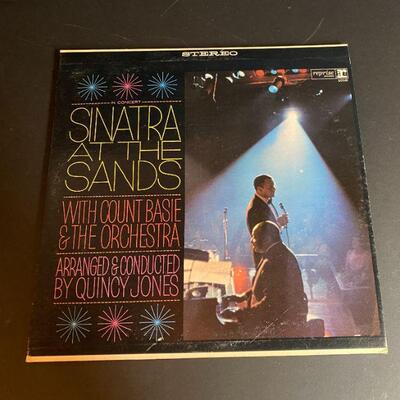 STEREO
IN CONCERT
SINATRA
AT THE
SANDS
WITH COUNT BASIE
& THE ORCHESTRA
ARRANGED & CONDUCTED
BY QUINCY JONES
reprise